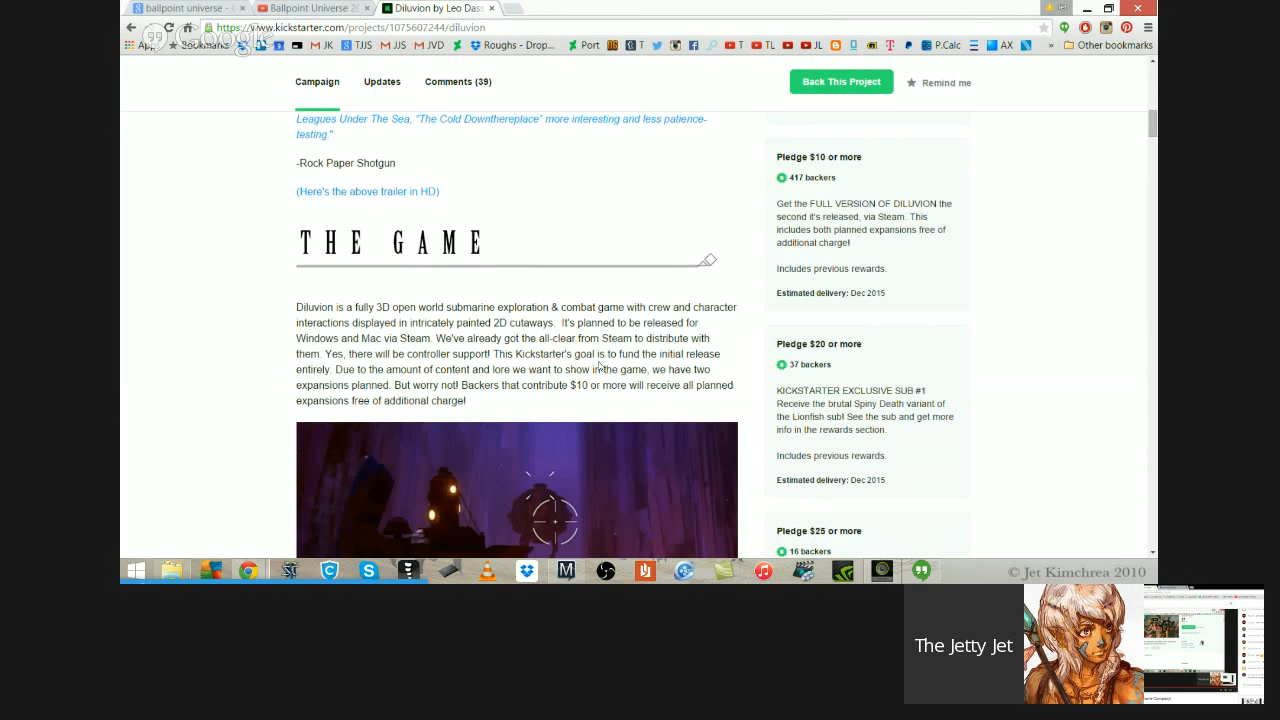 ballpoint universe -
Ballpoint Universe 20
Diluvion by Leo Dass
https://www.kickstarter.com/projects/1075607244/diluvion
Bookmarks
MJK
TJJS
MJJS
MJVD
Roughs - Drop...
Port
T
T
TL
JL
P.Calc
AX
JL
Other bookmarks
Campaign
Updates
Comments (39)
Back This Project
Remind me
Leagues Under The Sea, "The Cold Downthereplace" more interesting and less patience-
testing."
-Rock Paper Shotgun
(Here's the above trailer in HD)
THE GAME
Diluvion is a fully 3D open world submarine exploration & combat game with crew and character
interactions displayed in intricately painted 2D cutaways. It's planned to be released for
Windows and Mac via Steam. We've already got the all-clear from Steam to distribute with
them. Yes, there will be controller support! This Kickstarter's goal is to fund the initial release
entirely. Due to the amount of content and lore we want to show in the game, we have two
expansions planned. But worry not! Backers that contribute $10 or more will receive all planned
expansions free of additional charge!
Pledge $10 or more
417 backers
Get the FULL VERSION OF DILUVION the
second it's released, via Steam. This
includes both planned expansions free of
additional charge!
Includes previous rewards.
Estimated delivery: Dec 2015
Pledge $20 or more
37 backers
KICKSTARTER EXCLUSIVE SUB #1
Receive the brutal Spiny Death variant of
the Lionfish sub! See the sub and get more
info in the rewards section.
Includes previous rewards.
Estimated delivery: Dec 2015
Pledge $25 or more
16 backers
© Jet Kimchrea 2010
The Jetty Jet